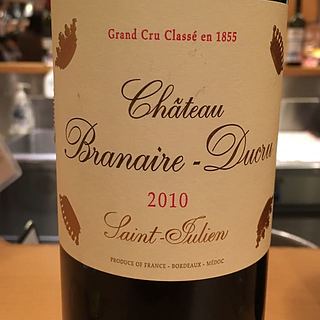 Grand Cru Classé en 1855
Château
Branaire-Ducru
2010
Saint-Julien
PRODUCE OF FRANCE - BORDEAUX - MÉDOC